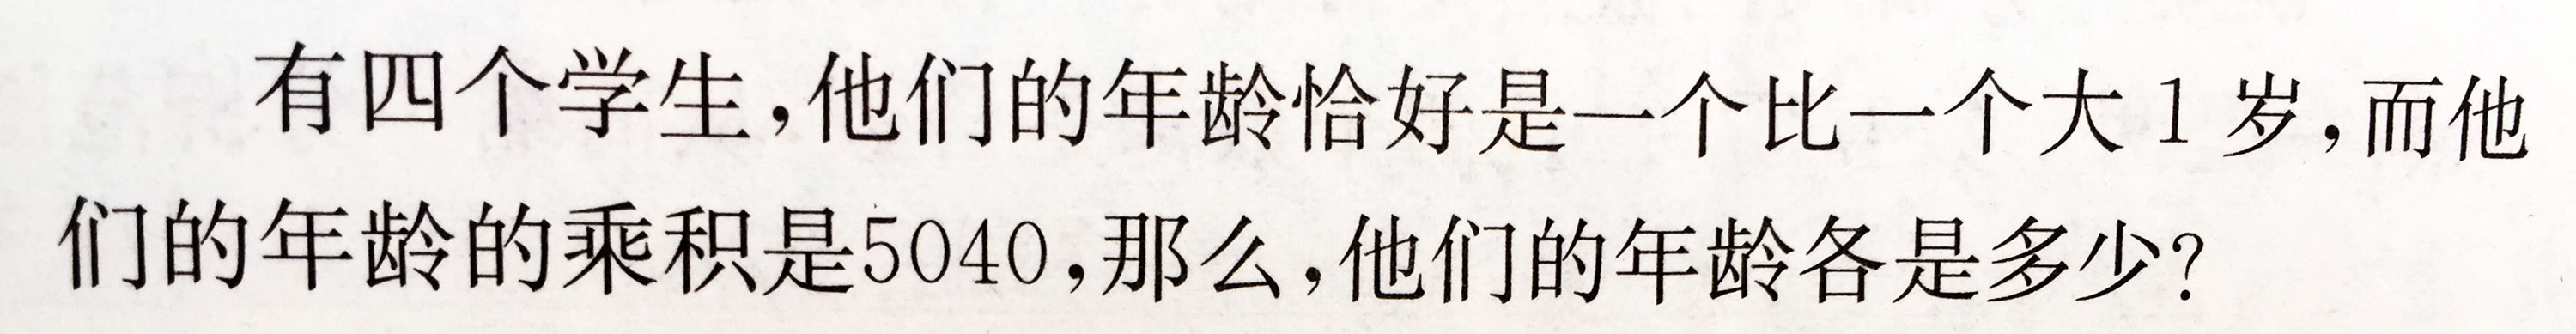 有四个学生,他们的年龄恰好是一个比一个大1岁,而他
们的年龄的乘积是5040,那么,他们的年龄各是多少?